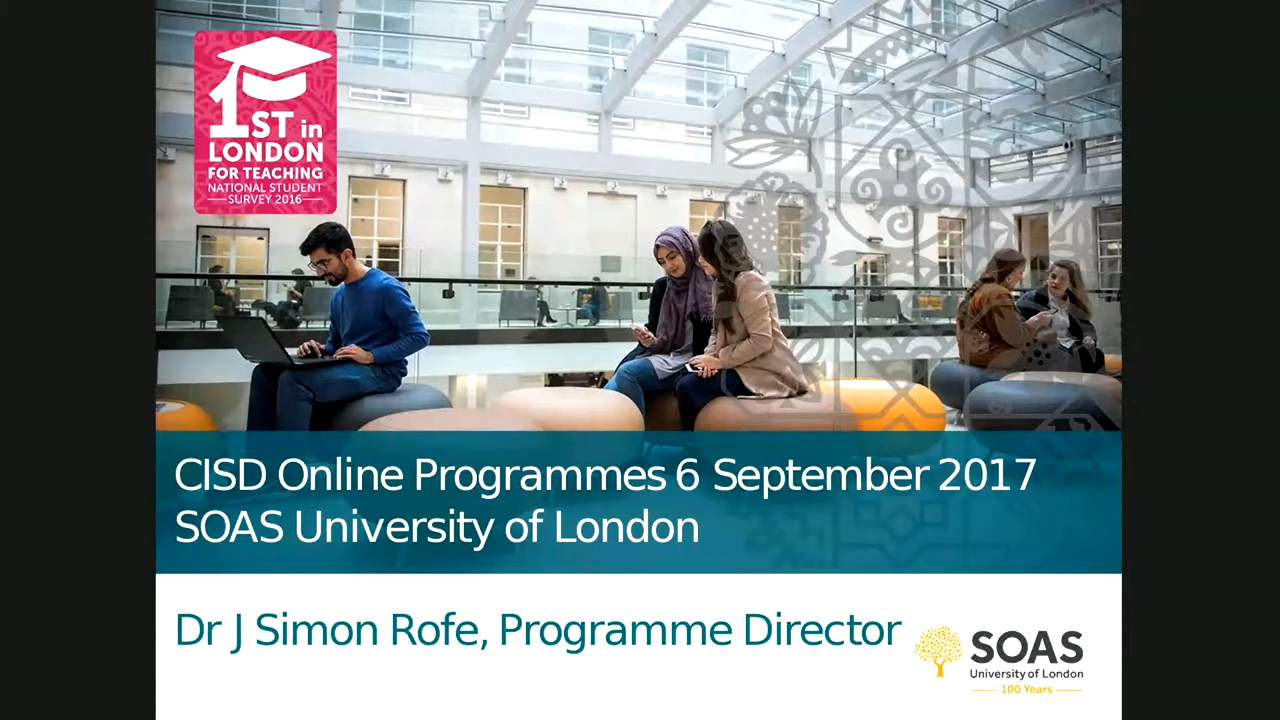 1ST in
LONDON
FOR TEACHING
NATIONAL STUDENT
SURVEY 2016
CISD Online Programmes 6 September 2017
SOAS University of London
Dr J Simon Rofe, Programme Director
SOAS
University of London
100 Years